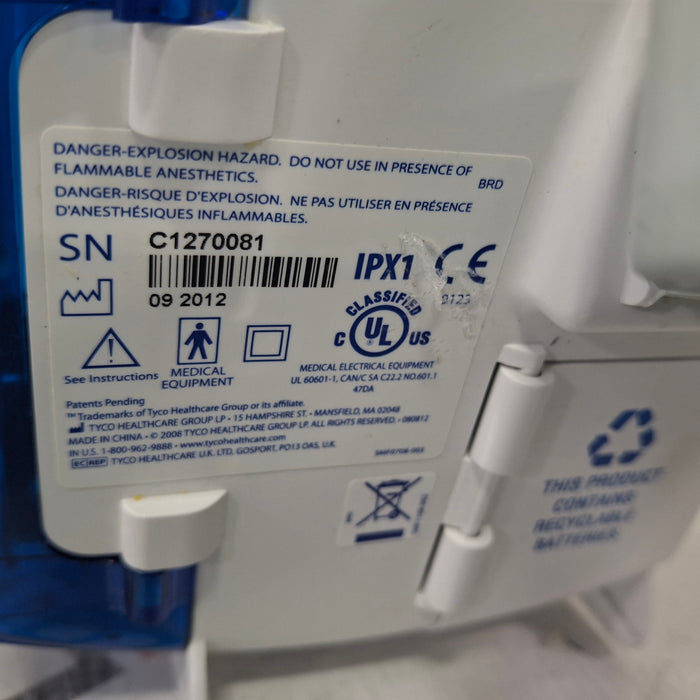 DANGER-EXPLOSION HAZARD. DO NOT USE IN PRESENCE OF
FLAMMABLE ANESTHETICS.
BRD
DANGER-RISQUE D'EXPLOSION. NE PAS UTILISER EN PRÉSENCE
D'ANESTHÉSIQUES INFLAMMABLES.
SN C1270081
09 2012
IPX1 CE
0123
See Instructions
MEDICAL
EQUIPMENT
CLASSIFIED
C UL US
MEDICAL ELECTRICAL EQUIPMENT
UL 60601-1, CAN/C SA C22.2 NO.601.1
47DA
Patents Pending
™ Trademarks of Tyco Healthcare Group or its affiliate.
TYCO HEALTHCARE GROUP LP • 15 HAMPSHIRE ST. • MANSFIELD, MA 02048
MADE IN CHINA • © 2008 TYCO HEALTHCARE GROUP LP. ALL RIGHTS RESERVED. • 080812
IN U.S. 1-800-962-9888 • www.tycohealthcare.com
EC REP TYCO HEALTHCARE U.K. LTD, GOSPORT, PO13 OAS, U.K.
THIS PRODUCT
CONTAINS
RECYCLABLE
BATTERIES.